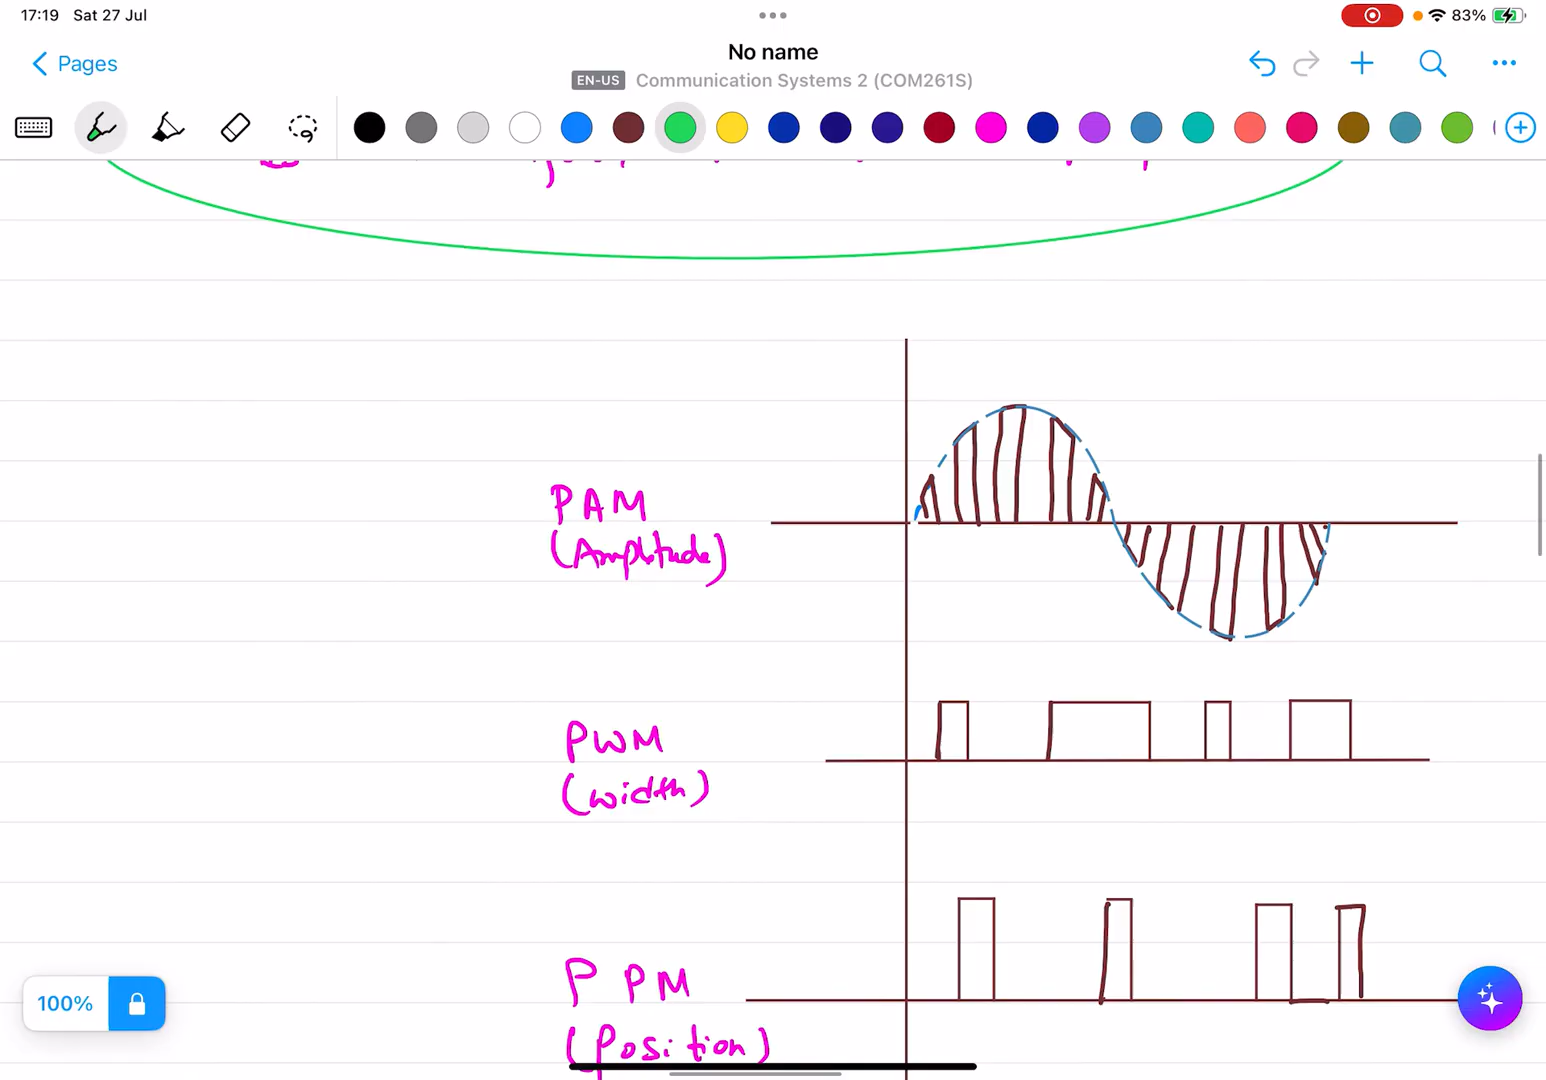 17:19 Sat 27 Jul
83%
Pages
No name
EN-US Communication Systems 2 (COM261S)
PAM
(Amplitude)
PWM
(width)
PPM
(Position)
100%